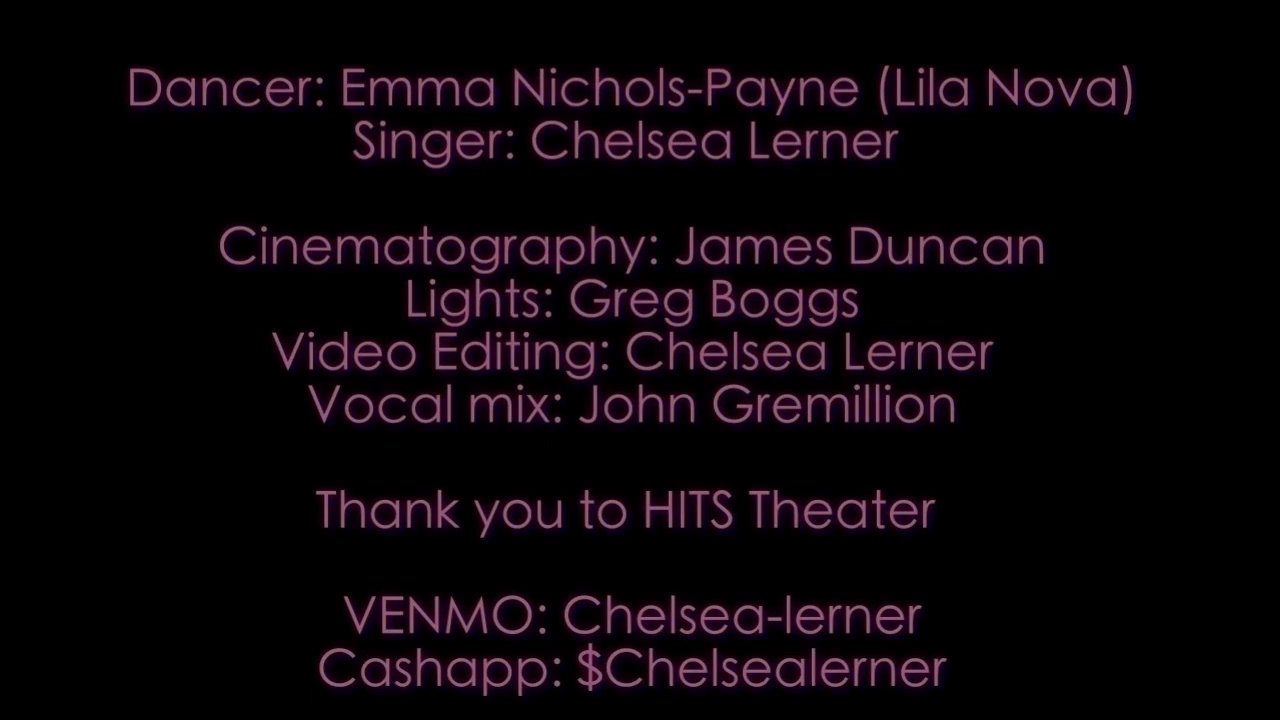 Dancer: Emma Nichols-Payne (Lila Nova)
Singer: Chelsea Lerner
Cinematography: James Duncan
Lights: Greg Boggs
Video Editing: Chelsea Lerner
Vocal mix: John Gremillion
Thank you to HITS Theater
VENMO: Chelsea-lerner
Cashapp: $Chelsealerner